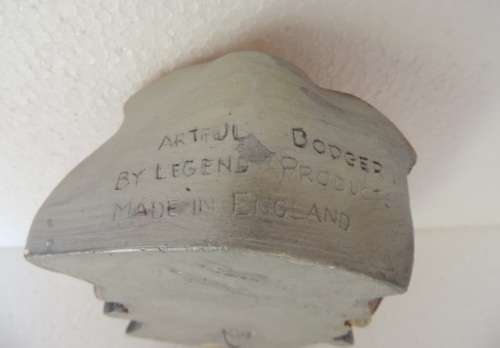 ARTFUL DODGER
BY LEGEND PRODUCTS
MADE IN ENGLAND